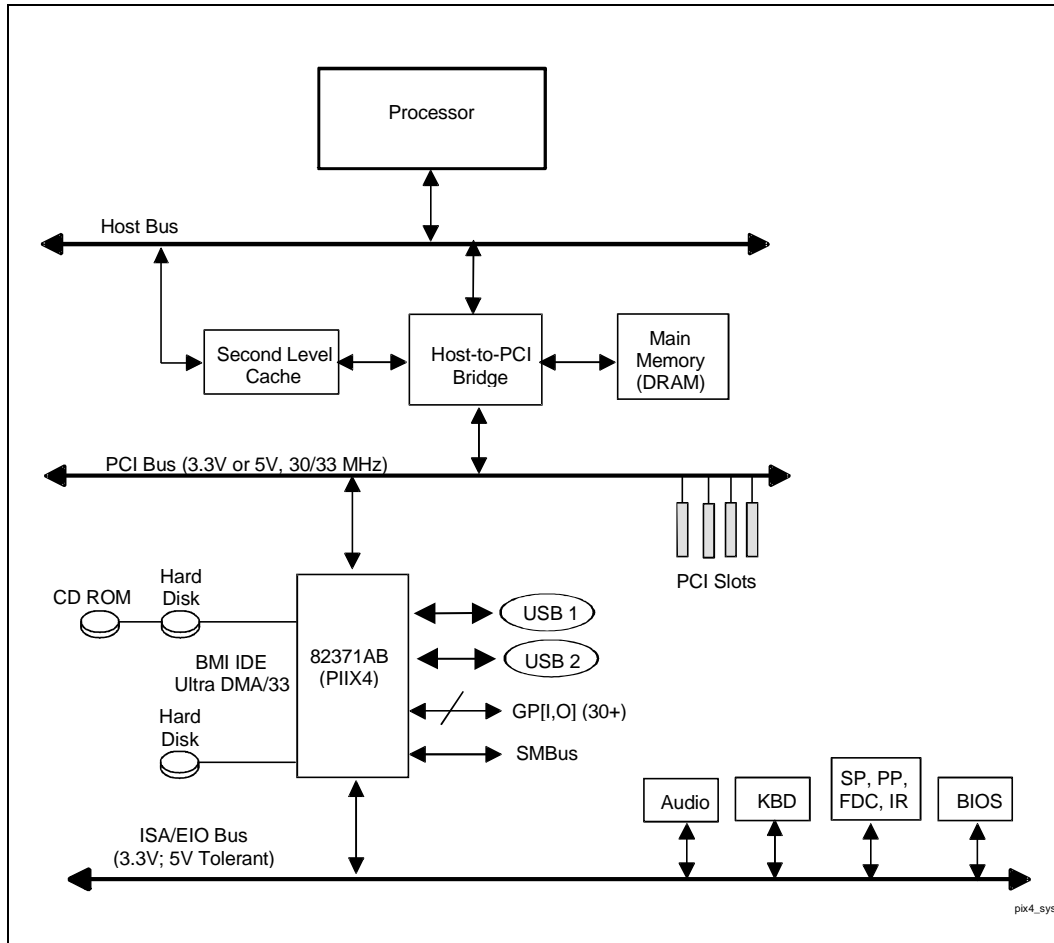 Processor
Host Bus
Second Level
Cache
Host-to-PCI
Bridge
Main
Memory
(DRAM)
PCI Bus (3.3V or 5V, 30/33 MHz)
PCI Slots
CD ROM
Hard
Disk
BMI IDE
Ultra DMA/33
Hard
Disk
82371AB
(PIIX4)
USB 1
USB 2
GP[I,O] (30+)
SMBus
Audio
KBD
SP, PP,
FDC, IR
BIOS
ISA/EIO Bus
(3.3V; 5V Tolerant)
pix4_sys